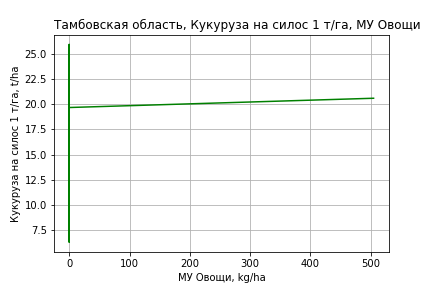 Тамбовская область, Кукуруза на силос 1 т/га, МУ Овощи
25.0
22.5
20.0
17.5
15.0
12.5
10.0
7.5
Кукуруза на силос 1 т/га, t/ha
0 100 200 300 400 500
МУ Овощи, kg/ha